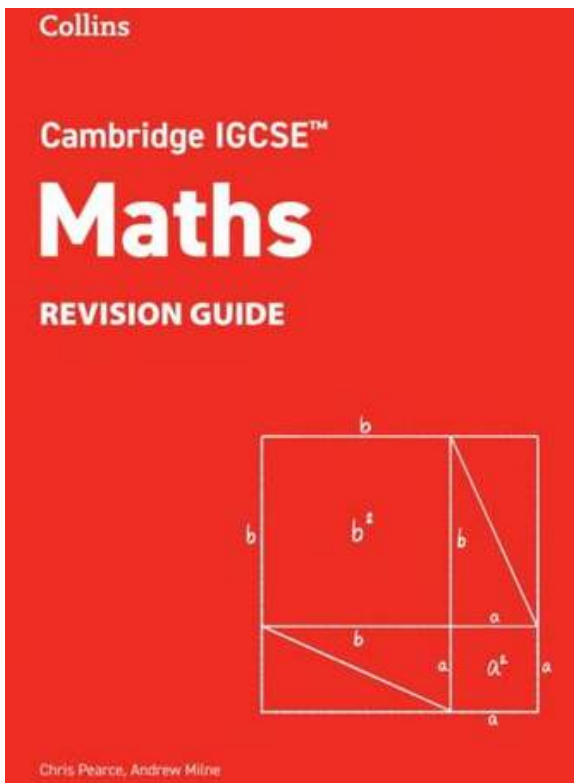 Collins
Cambridge IGCSE™
Maths
REVISION GUIDE
b
b
b²
b
a
b
a
a²
a
a
Chris Pearce, Andrew Milne